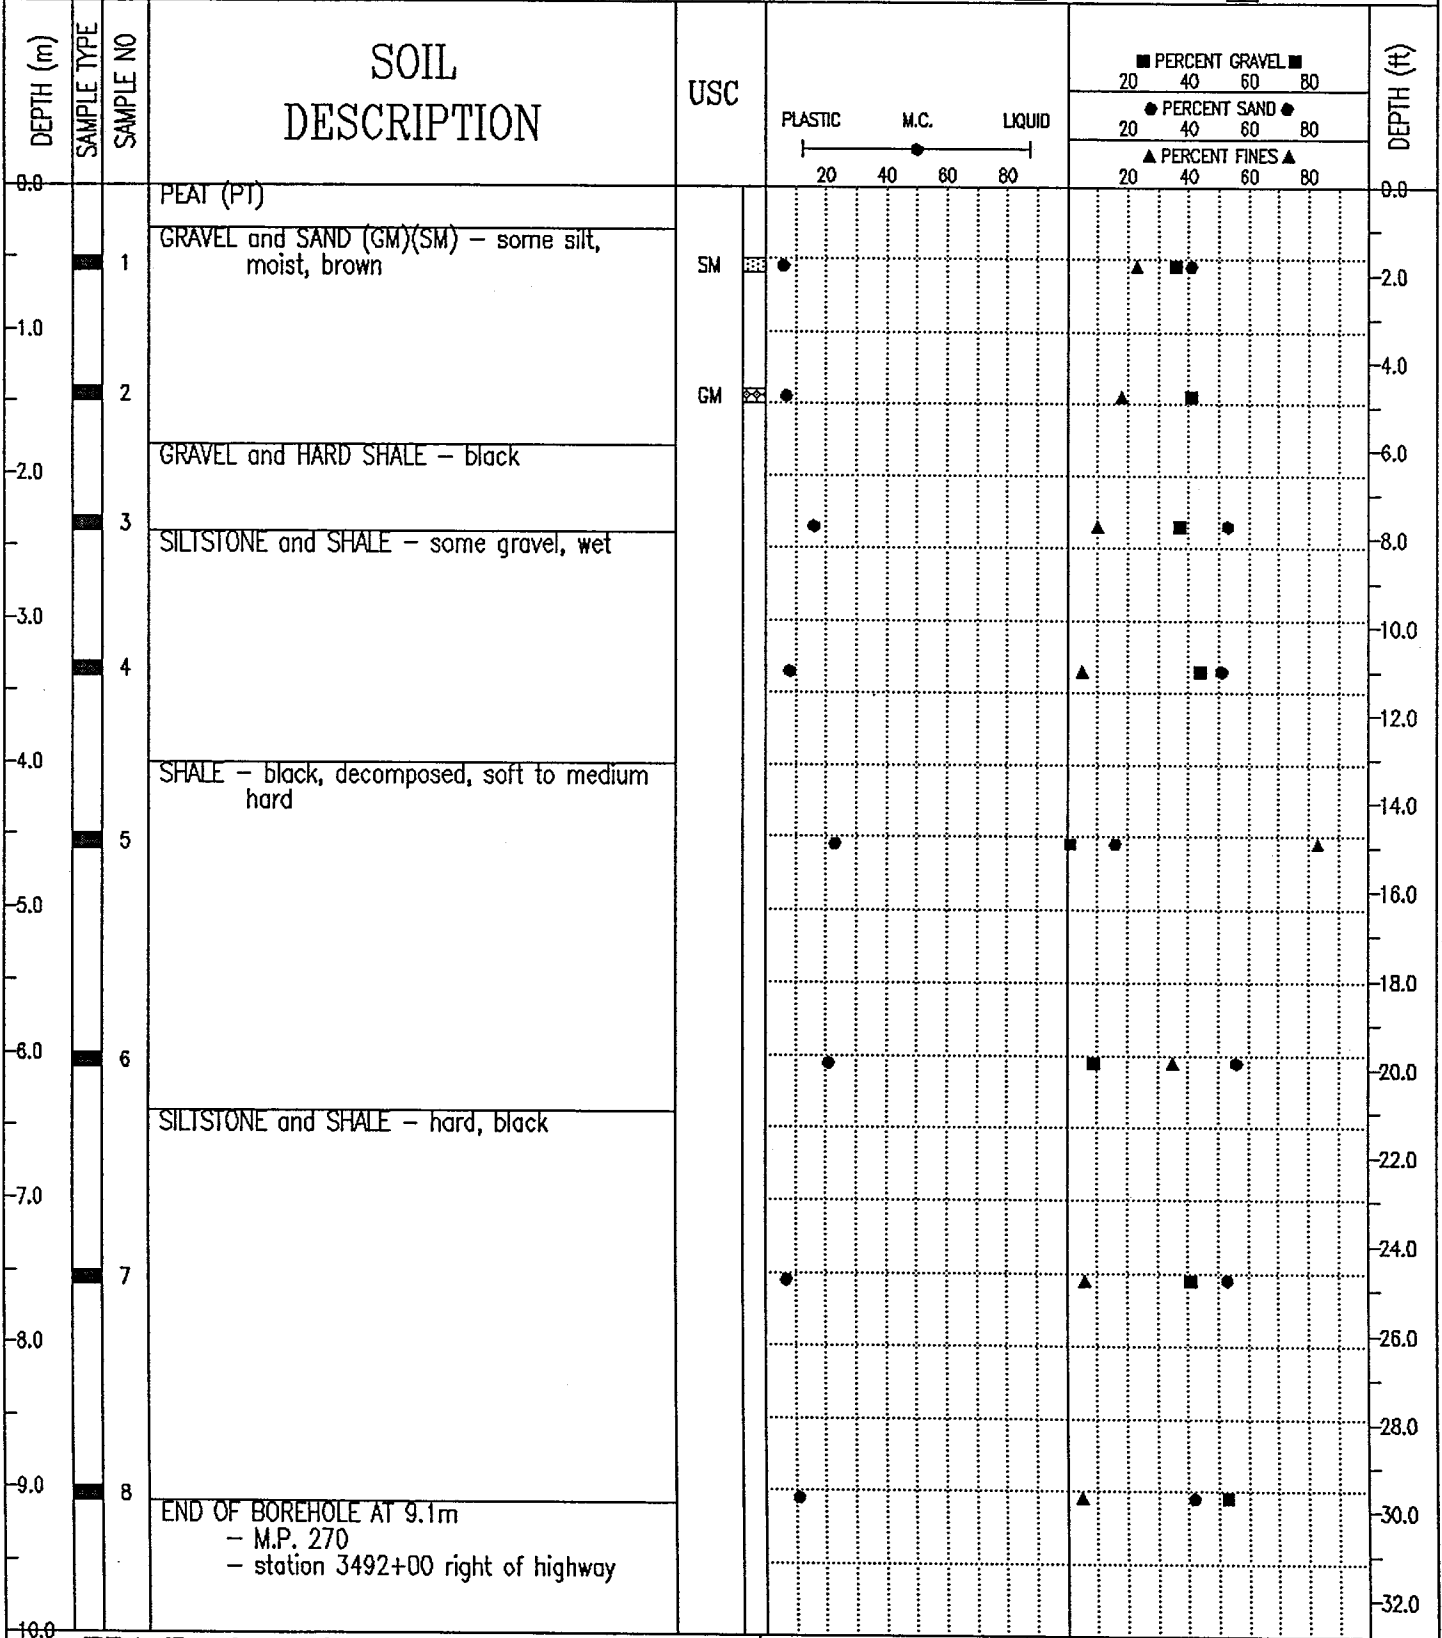 DEPTH (m)
SAMPLE TYPE
SAMPLE NO
SOIL
DESCRIPTION
USC
PLASTIC M.C. LIQUID
20 40 60 80
■ PERCENT GRAVEL ■
20 40 60 80
● PERCENT SAND ●
20 40 60 80
▲ PERCENT FINES ▲
20 40 60 80
DEPTH (ft)
0.0
PEAT (PT)
0.0
GRAVEL and SAND (GM)(SM) – some silt,
moist, brown
1
SM
2.0
1.0
4.0
2
GM
GRAVEL and HARD SHALE – black
6.0
2.0
3
SILTSTONE and SHALE – some gravel, wet
8.0
3.0
10.0
4
12.0
4.0
SHALE – black, decomposed, soft to medium
hard
14.0
5
5.0
16.0
18.0
6.0
6
20.0
SILTSTONE and SHALE – hard, black
22.0
7.0
24.0
7
8.0
26.0
28.0
9.0
8
END OF BOREHOLE AT 9.1m
30.0
– M.P. 270
– station 3492+00 right of highway
32.0
10.0